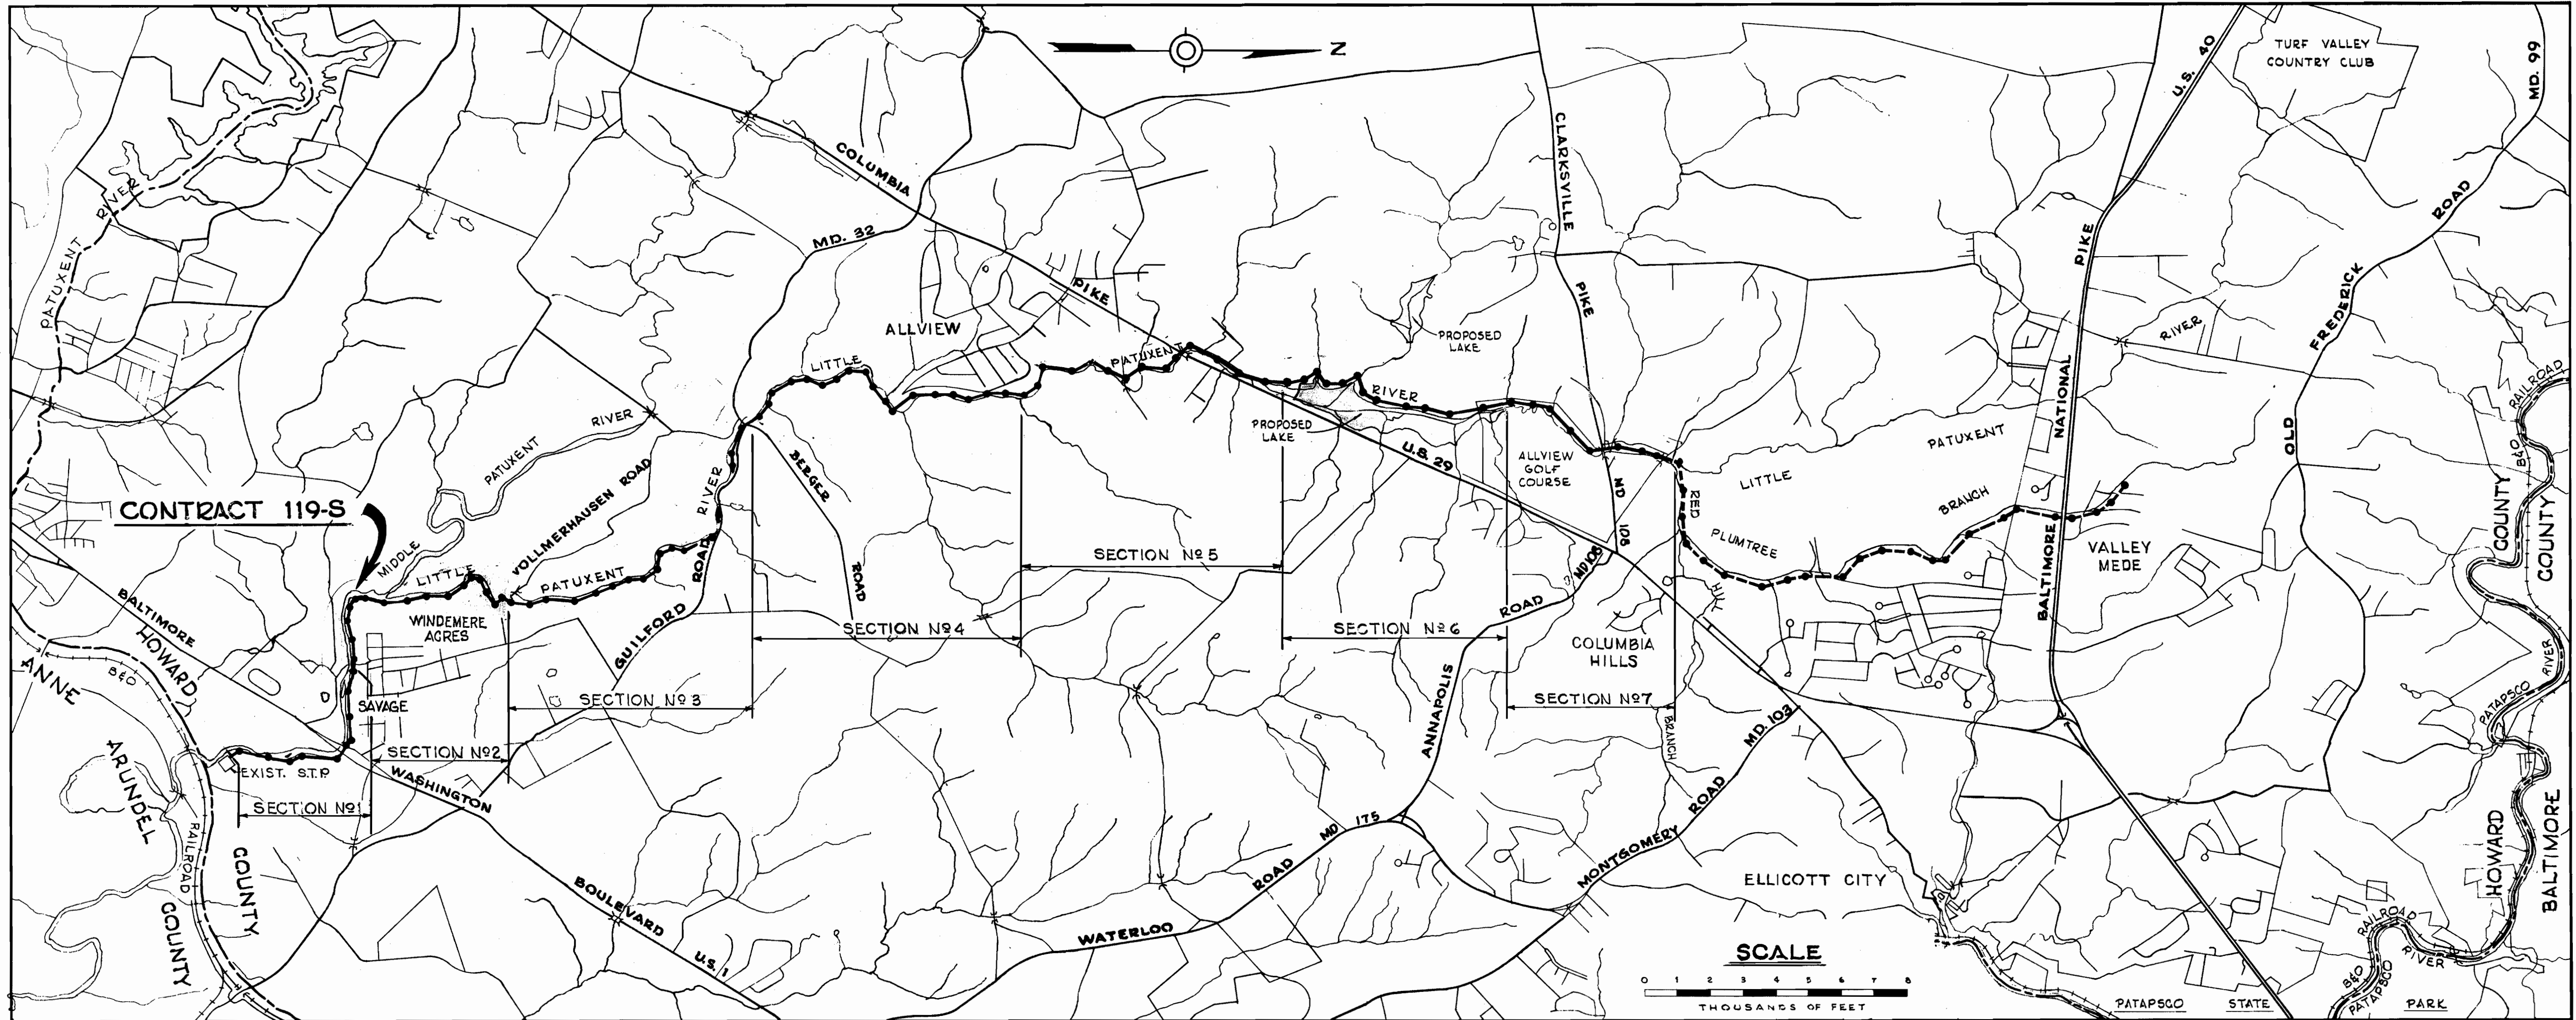 N
TURF VALLEY
COUNTRY CLUB
U.S. 40
MD. 99
COLUMBIA
PIKE
CLARKSVILLE
PIKE
MD. 32
PATUXENT
RIVER
ALLVIEW
LITTLE
PATUXENT
RIVER
PROPOSED
LAKE
PROPOSED
LAKE
U.S. 29
ALLVIEW
GOLF
COURSE
MD
108
MD 108
RED
HILL
BRANCH
LITTLE
PATUXENT
RIVER
PLUMTREE
BRANCH
NATIONAL
PIKE
BALTIMORE
VALLEY
MEDE
OLD
FREDERICK
ROAD
B&O
RAILROAD
COUNTY
COUNTY
PATAPSCO
RIVER
HOWARD
BALTIMORE
CONTRACT 119-S
MIDDLE
PATUXENT
RIVER
VOLLMERHAUSEN ROAD
LITTLE
PATUXENT
RIVER
GUILFORD
ROAD
BERGER
ROAD
WINDEMERE
ACRES
SAVAGE
EXIST. S.T.P.
SECTION Nº1
SECTION Nº2
SECTION Nº3
SECTION Nº4
SECTION Nº5
SECTION Nº6
SECTION Nº7
BALTIMORE
WASHINGTON
BOULEVARD
U.S. 1
HOWARD
COUNTY
ANNE
ARUNDEL
COUNTY
B&O
RAILROAD
WATERLOO
ROAD
MD 175
ANNAPOLIS
ROAD
COLUMBIA
HILLS
MONTGOMERY
ROAD
MD. 103
ELLICOTT CITY
SCALE
0 1 2 3 4 5 6 7 8
THOUSANDS OF FEET
PATAPSCO STATE PARK
B&O
RAILROAD
PATAPSCO
RIVER